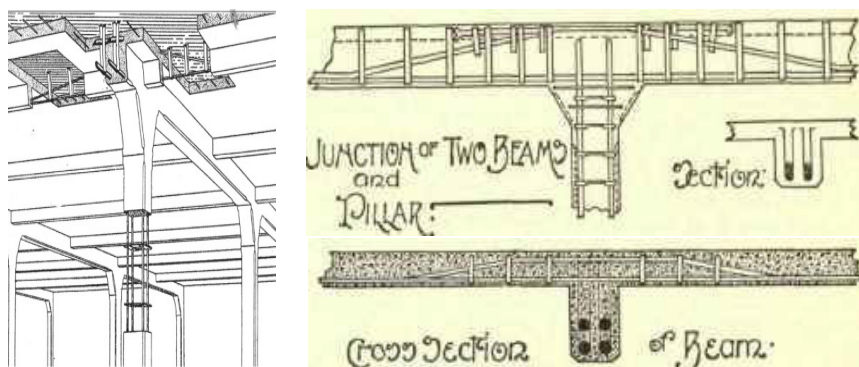 JUNCTION OF TWO BEAMS
and
PILLAR:
Section:
Cross Section of Beam.